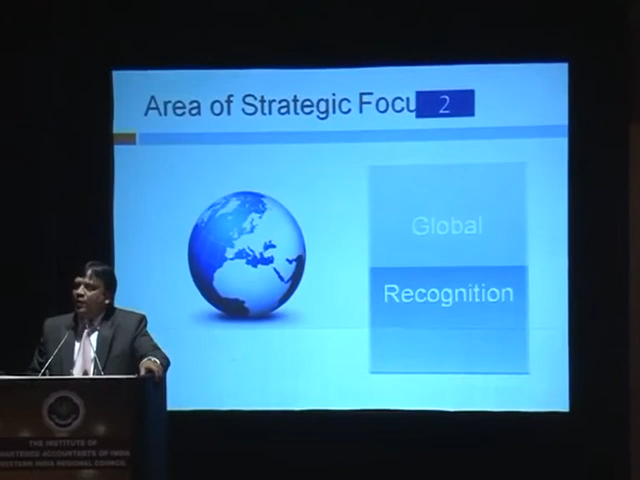 Area of Strategic Focu 2
Global
Recognition
THE INSTITUTE OF
CHARTERED ACCOUNTANTS OF INDIA
WESTERN INDIA REGIONAL COUNCIL